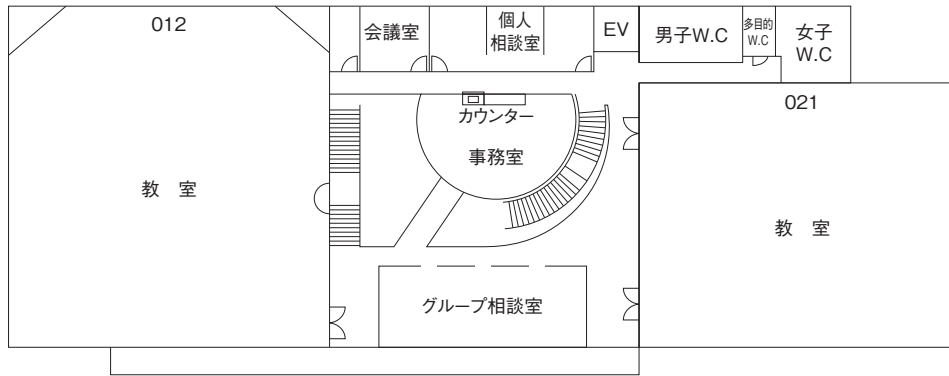 012
会議室
個人
相談室
EV
男子W.C
多目的
W.C
女子
W.C
021
カウンター
事務室
教 室
教 室
グループ相談室